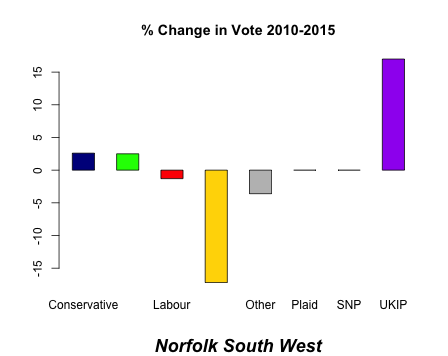 % Change in Vote 2010-2015
15
10
5
0
-5
-10
-15
Conservative Labour Other Plaid SNP UKIP
Norfolk South West